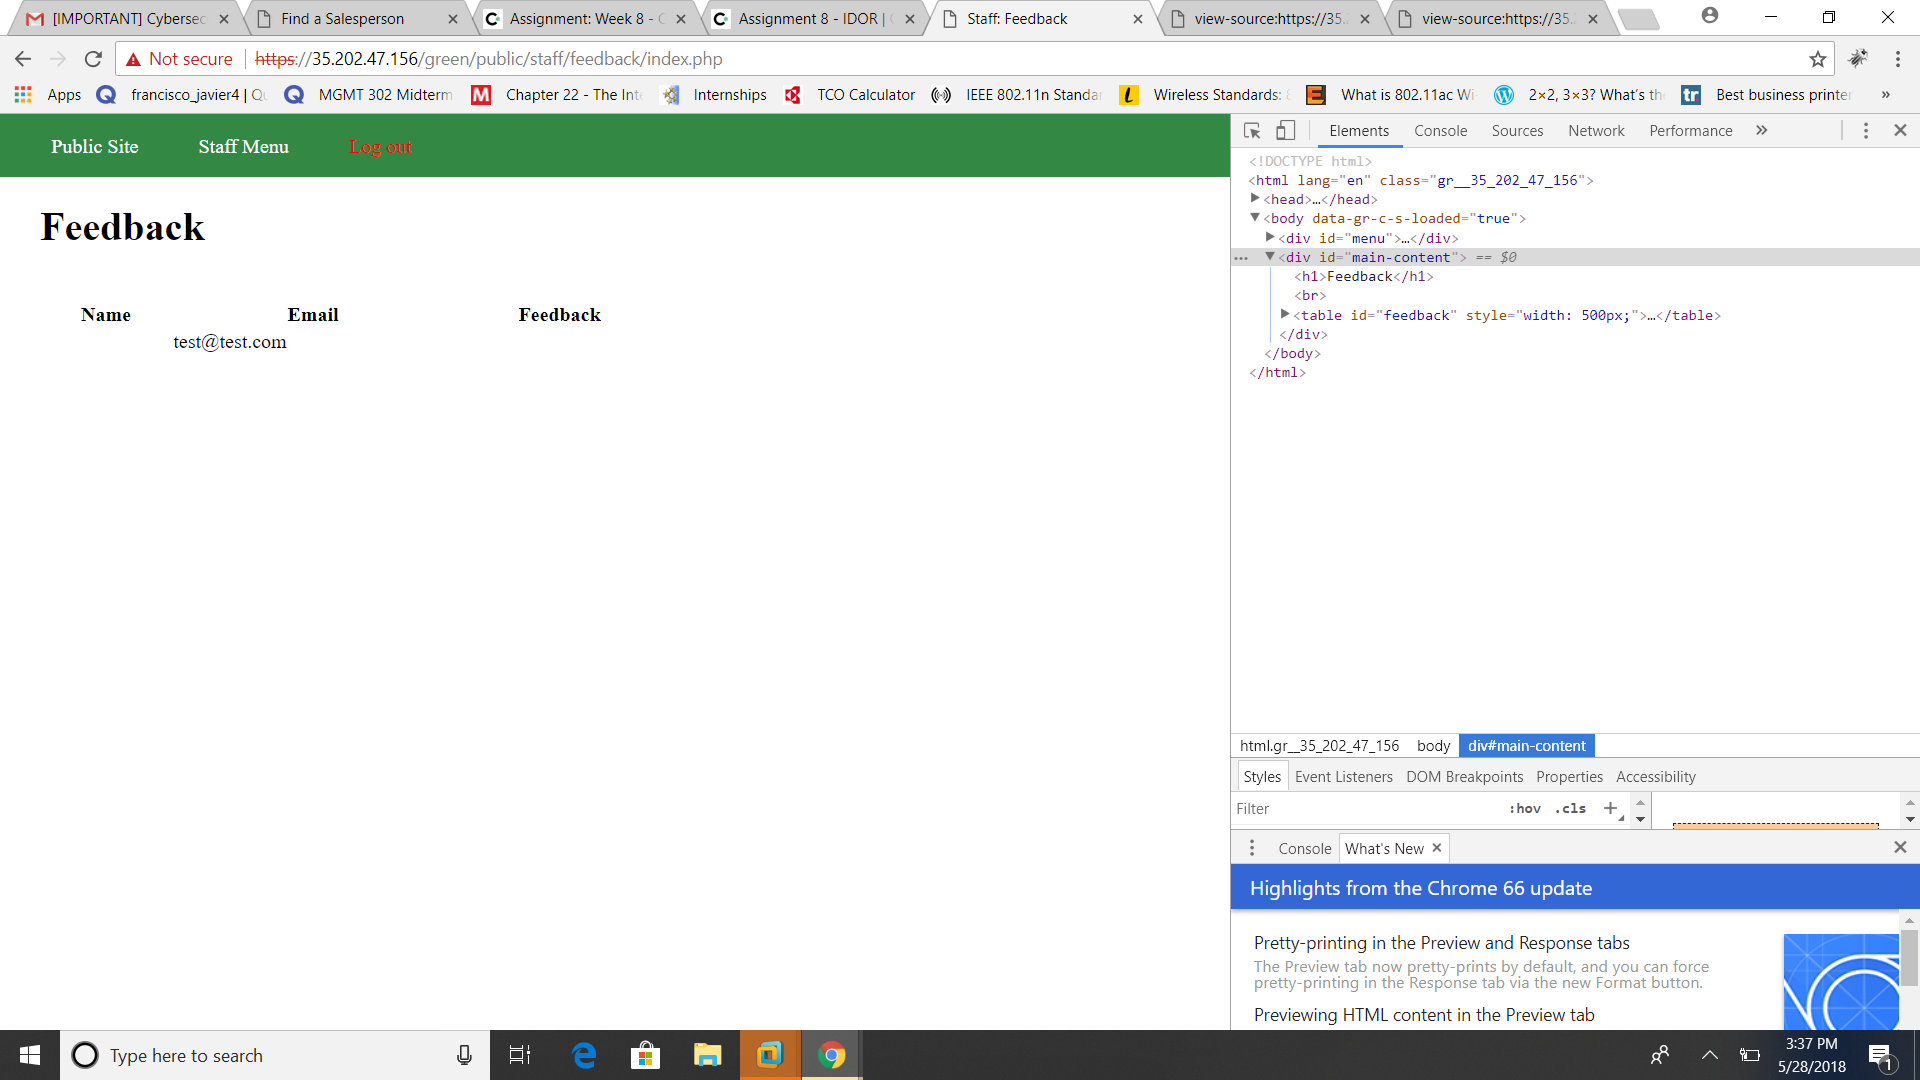 [IMPORTANT] Cybersec
Find a Salesperson
Assignment: Week 8 - C
Assignment 8 - IDOR | C
Staff: Feedback
view-source:https://35.
view-source:https://35.
Not secure
https://35.202.47.156/green/public/staff/feedback/index.php
Apps
francisco_javier4 | Qu
MGMT 302 Midterm
Chapter 22 - The Inte
Internships
TCO Calculator
IEEE 802.11n Standar
Wireless Standards: 8
What is 802.11ac Wi-
2×2, 3×3? What's the
Best business printer
»
Public Site
Staff Menu
Log out
Feedback
Name Email Feedback
test@test.com
Elements Console Sources Network Performance »
<!DOCTYPE html>
<html lang="en" class="gr__35_202_47_156">
<head>…</head>
<body data-gr-c-s-loaded="true">
<div id="menu">…</div>
<div id="main-content"> == $0
<h1>Feedback</h1>
<br>
<table id="feedback" style="width: 500px;">…</table>
</div>
</body>
</html>
html.gr__35_202_47_156 body div#main-content
Styles Event Listeners DOM Breakpoints Properties Accessibility
Filter :hov .cls +
Console What's New
Highlights from the Chrome 66 update
Pretty-printing in the Preview and Response tabs
The Preview tab now pretty-prints by default, and you can force
pretty-printing in the Response tab via the new Format button.
Previewing HTML content in the Preview tab
Type here to search
3:37 PM
5/28/2018
1